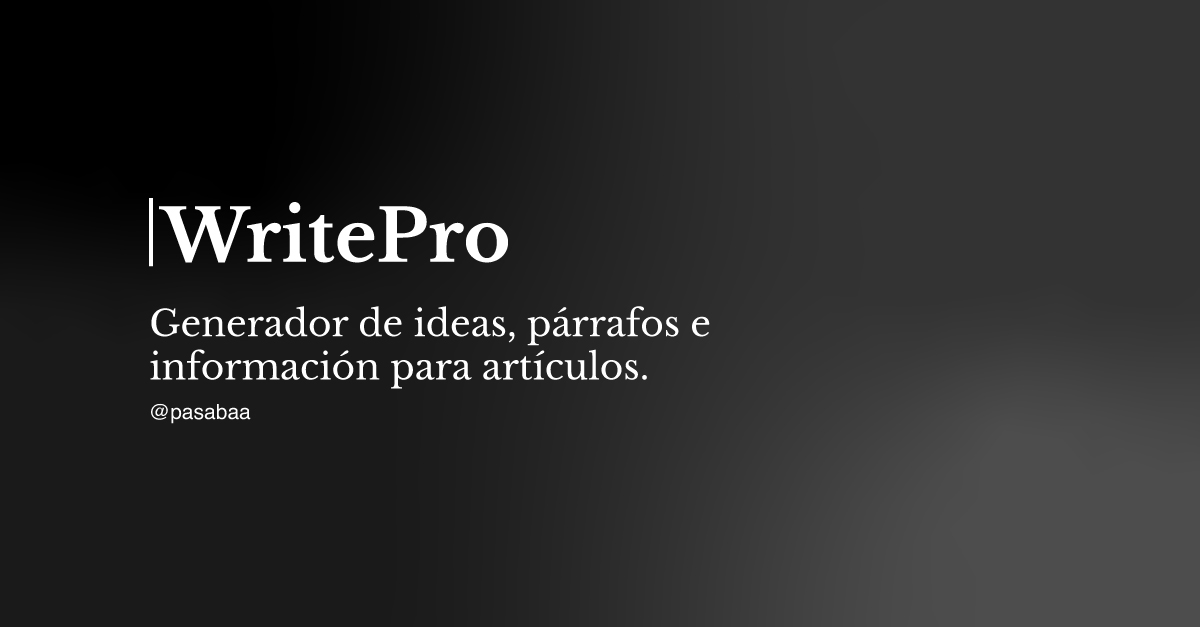 WritePro
Generador de ideas, párrafos e
información para artículos.
@pasabaa